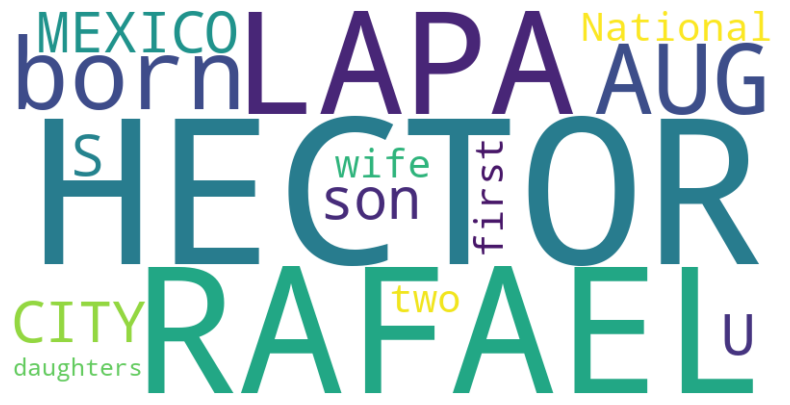 MEXICO
National
born
LAPA
AUG
HECTOR
S
wife
first
son
RAFAEL
two
CITY
U
daughters